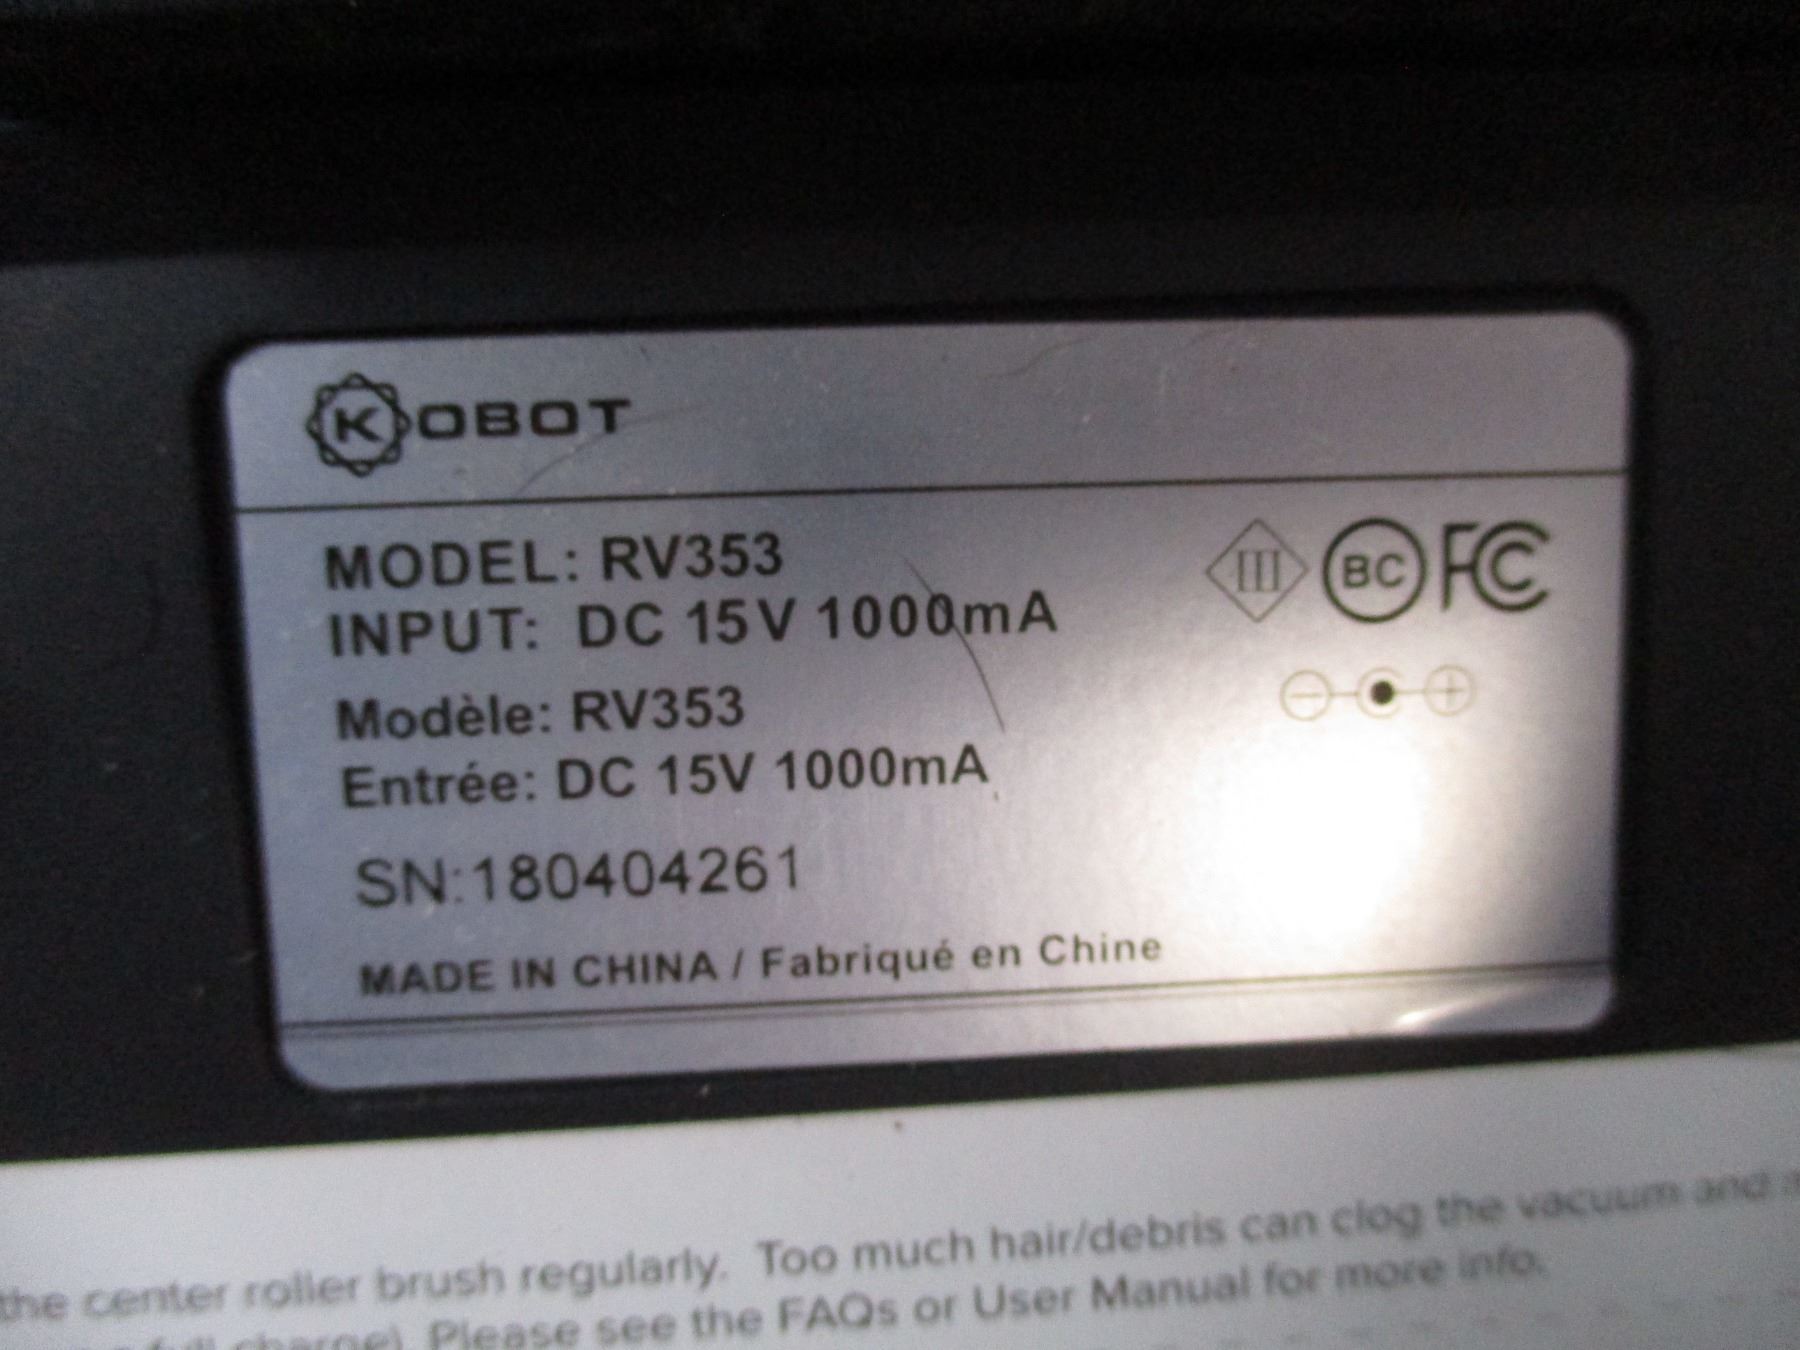 KOBOT
MODEL: RV353
INPUT: DC 15V 1000mA
III BC FC
Modèle: RV353
Entrée: DC 15V 1000mA
SN:180404261
MADE IN CHINA / Fabriqué en Chine
the center roller brush regularly. Too much hair/debris can clog the vacuum and
full charge). Please see the FAQs or User Manual for more info.